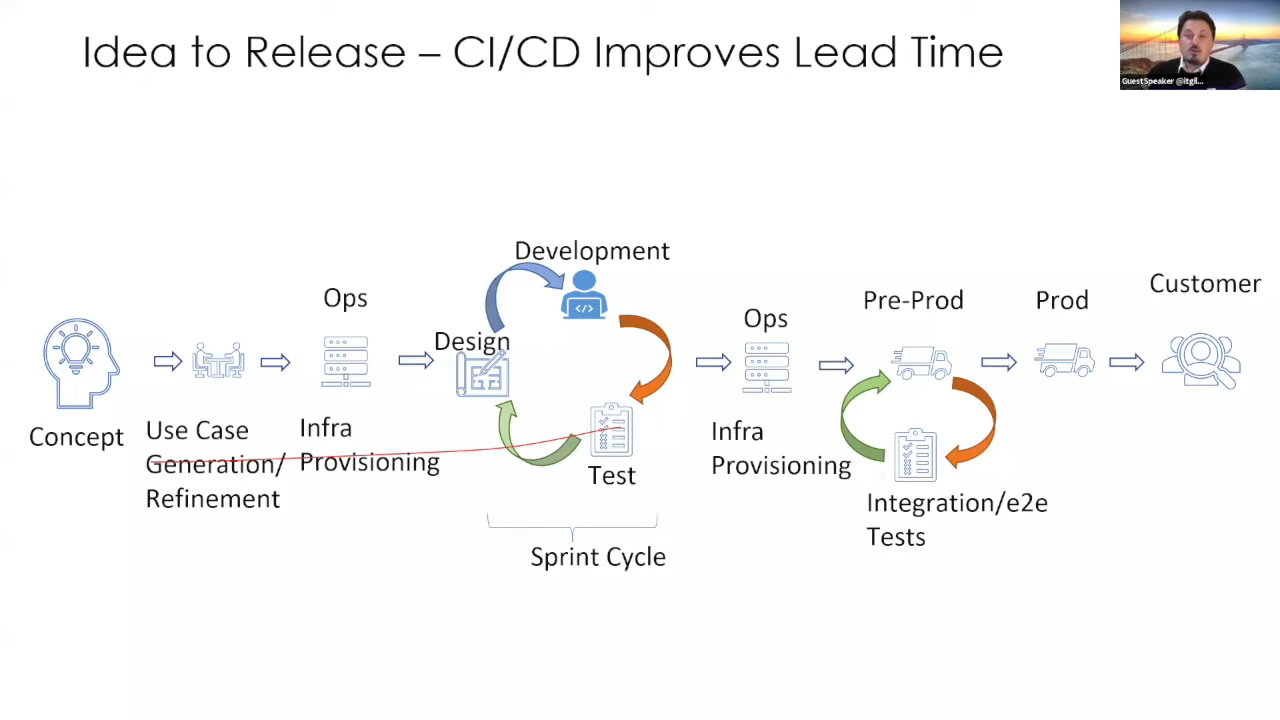 Idea to Release – CI/CD Improves Lead Time
GuestSpeaker @itgil...
Development
Ops
Design
Ops
Pre-Prod
Prod
Customer
Concept
Use Case
Generation/
Refinement
Infra
Provisioning
Test
Infra
Provisioning
Integration/e2e
Tests
Sprint Cycle